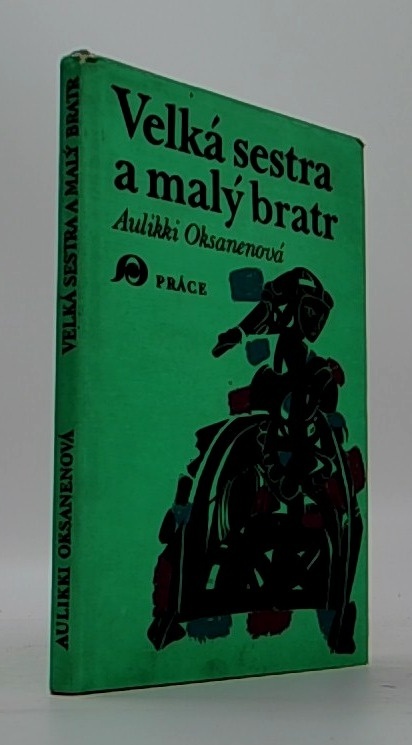 Velká sestra
a malý bratr
Aulikki Oksanenová
PRÁCE
AULIKKI OKSANENOVÁ VELKÁ SESTRA A MALÝ BRATR